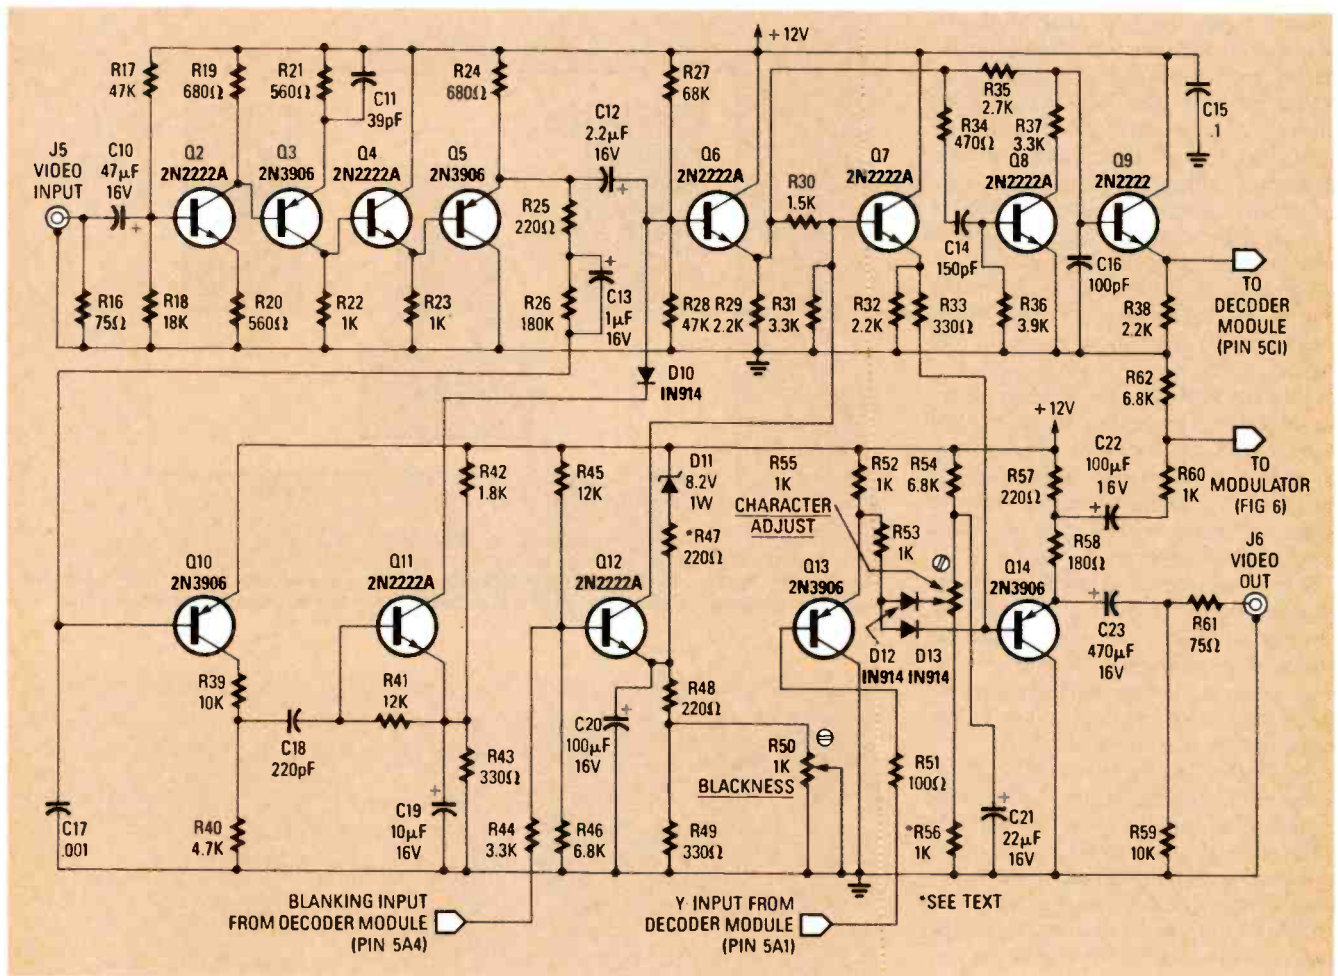 + 12V
R17
47K
R19
680Ω
R21
560Ω
C11
39pF
R24
680Ω
R27
68K
R35
2.7K
C15
.1
J5
VIDEO
INPUT
C10
47µF
16V
Q2
2N2222A
Q3
2N3906
Q4
2N2222A
Q5
2N3906
C12
2.2µF
16V
Q6
2N2222A
R30
1.5K
Q7
2N2222A
R34
470Ω
R37
3.3K
Q8
2N2222A
Q9
2N2222
R25
220Ω
C14
150pF
C16
100pF
R16
75Ω
R18
18K
R20
560Ω
R22
1K
R23
1K
R26
180K
C13
1µF
16V
R28
47K
R29
2.2K
R31
3.3K
R32
2.2K
R33
330Ω
R36
3.9K
R38
2.2K
TO
DECODER
MODULE
(PIN 5CI)
D10
IN914
R62
6.8K
+ 12V
R42
1.8K
R45
12K
D11
8.2V
1W
R55
1K
CHARACTER
ADJUST
R52
1K
R54
6.8K
R57
220Ω
C22
100µF
16V
R60
1K
TO
MODULATOR
(FIG 6)
*R47
220Ω
R53
1K
R58
180Ω
J6
VIDEO
OUT
Q10
2N3906
Q11
2N2222A
Q12
2N2222A
Q13
2N3906
Q14
2N3906
D12
IN914
D13
IN914
C23
470µF
16V
R61
75Ω
R39
10K
R41
12K
C18
220pF
R43
330Ω
C20
100µF
16V
R48
220Ω
R50
1K
BLACKNESS
R51
100Ω
C17
.001
R40
4.7K
C19
10µF
16V
R44
3.3K
R46
6.8K
R49
330Ω
*R56
1K
C21
22µF
16V
R59
10K
BLANKING INPUT
FROM DECODER MODULE
(PIN 5A4)
Y INPUT FROM
DECODER MODULE
(PIN 5A1)
*SEE TEXT